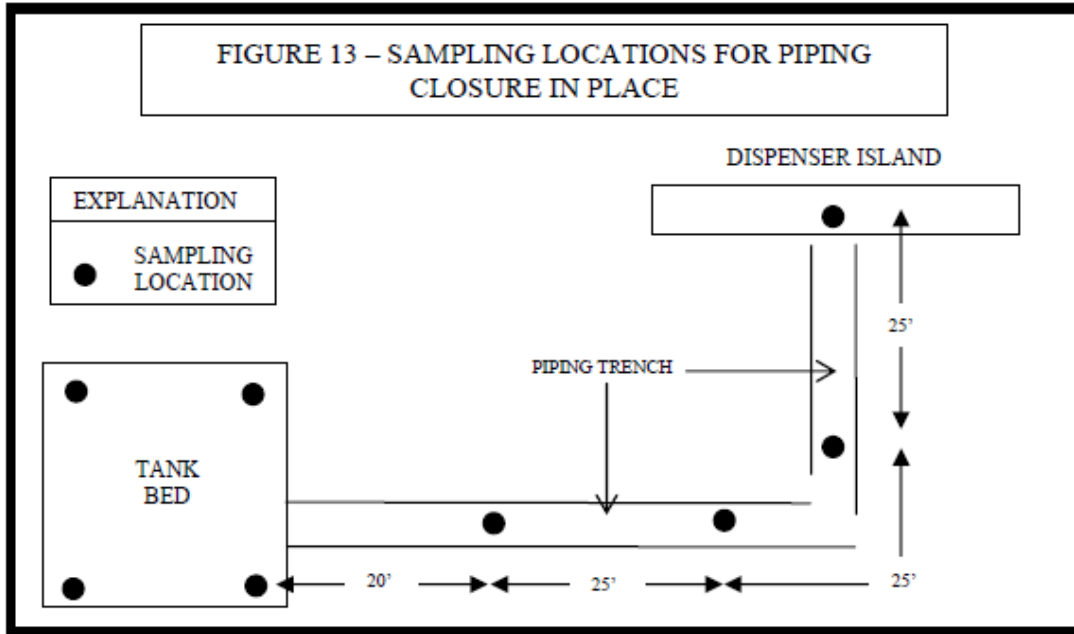 FIGURE 13 – SAMPLING LOCATIONS FOR PIPING
CLOSURE IN PLACE
DISPENSER ISLAND
EXPLANATION
SAMPLING
LOCATION
25’
PIPING TRENCH
TANK
BED
20’
25’
25’